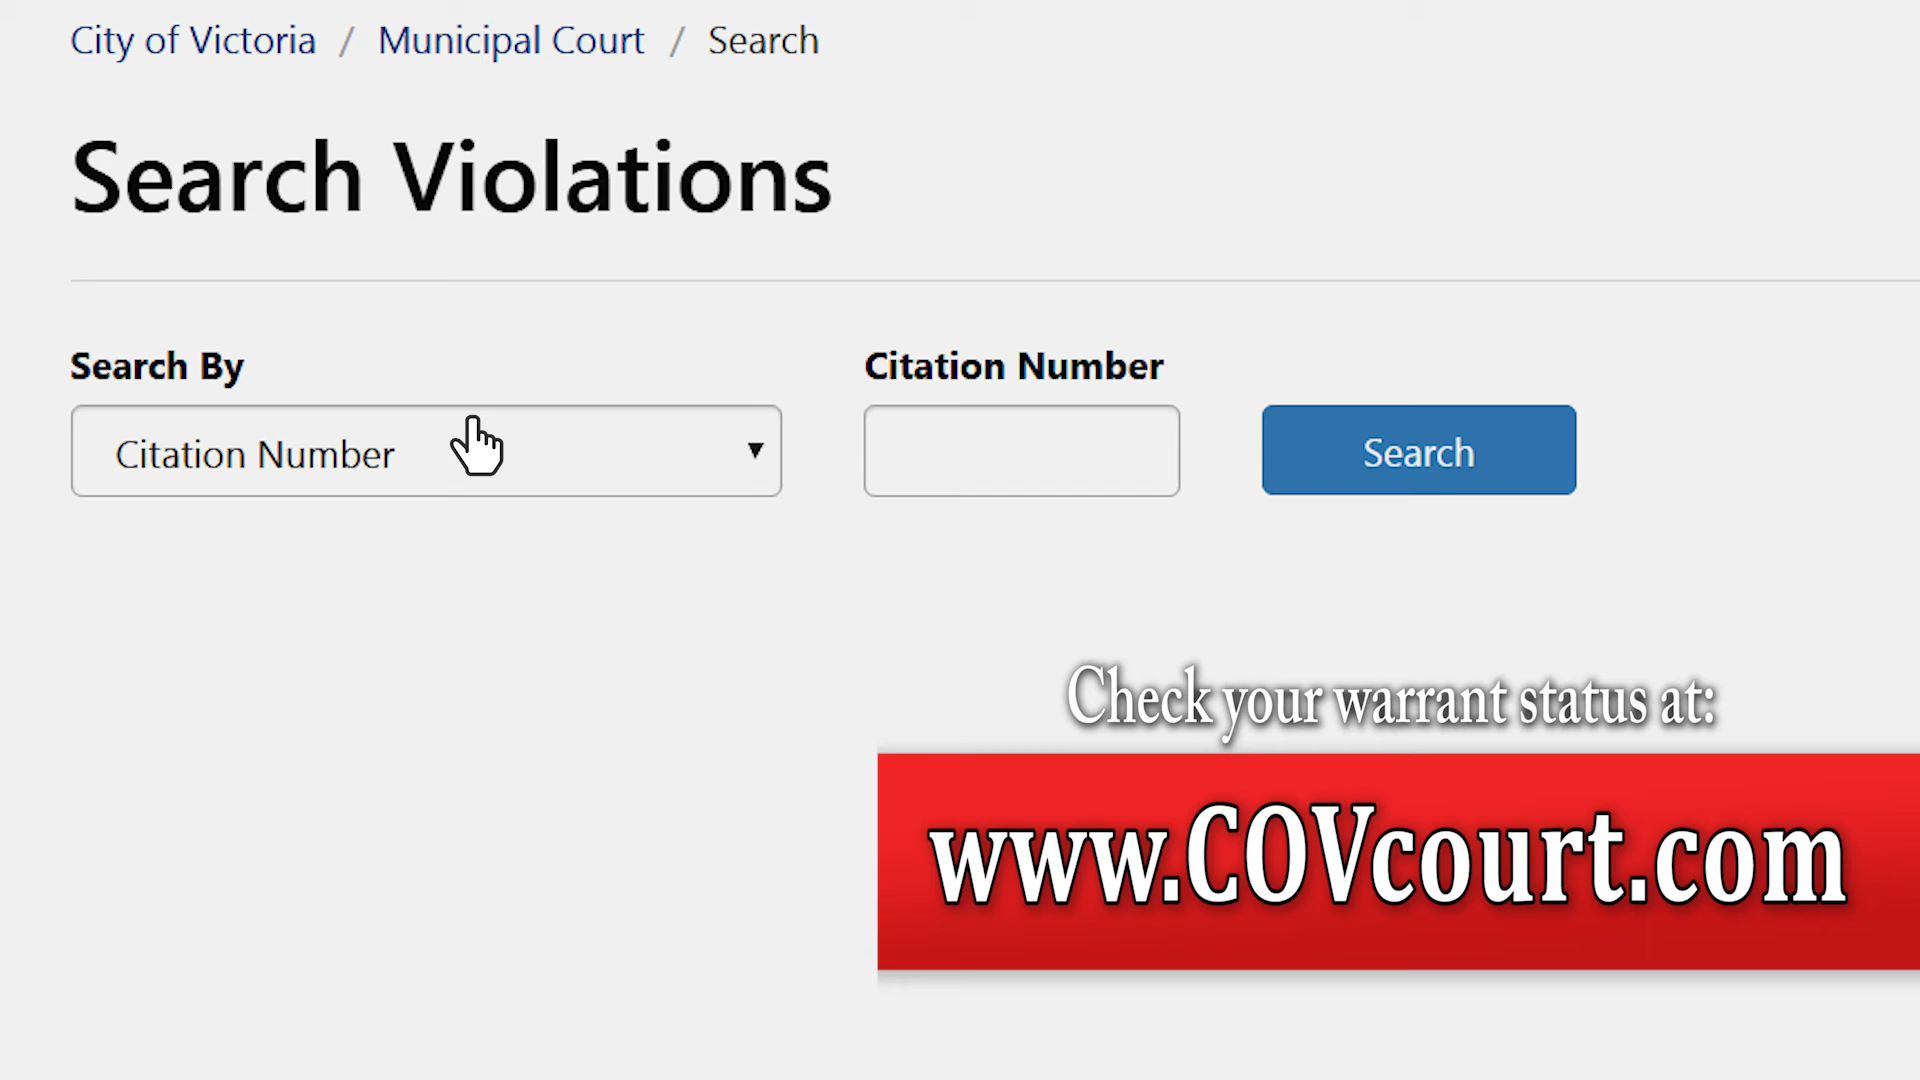 City of Victoria / Municipal Court / Search
Search Violations
Search By
Citation Number
Citation Number
Search
Check your warrant status at:
www.COVcourt.com